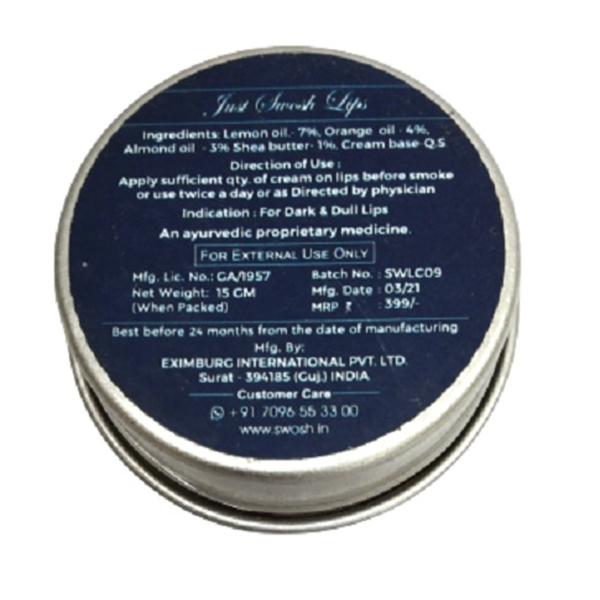 Just Swosh Lips
Ingredients: Lemon oil.- 7%, Orange oil - 4%,
Almond oil - 3% Shea butter- 1%, Cream base-Q.S
Direction of Use :
Apply sufficient qty. of cream on lips before smoke
or use twice a day or as Directed by physician
Indication : For Dark & Dull Lips
An ayurvedic proprietary medicine.
FOR EXTERNAL USE ONLY
Mfg. Lic. No.: GA/1957 Batch No. : SWLC09
Net Weight: 15 GM Mfg. Date : 03/21
(When Packed) MRP ₹ : 399/-
Best before 24 months from the date of manufacturing
Mfg. By:
EXIMBURG INTERNATIONAL PVT. LTD.
Surat - 394185 (Guj.) INDIA
Customer Care
+91 7096 55 33 00
www.swosh.in